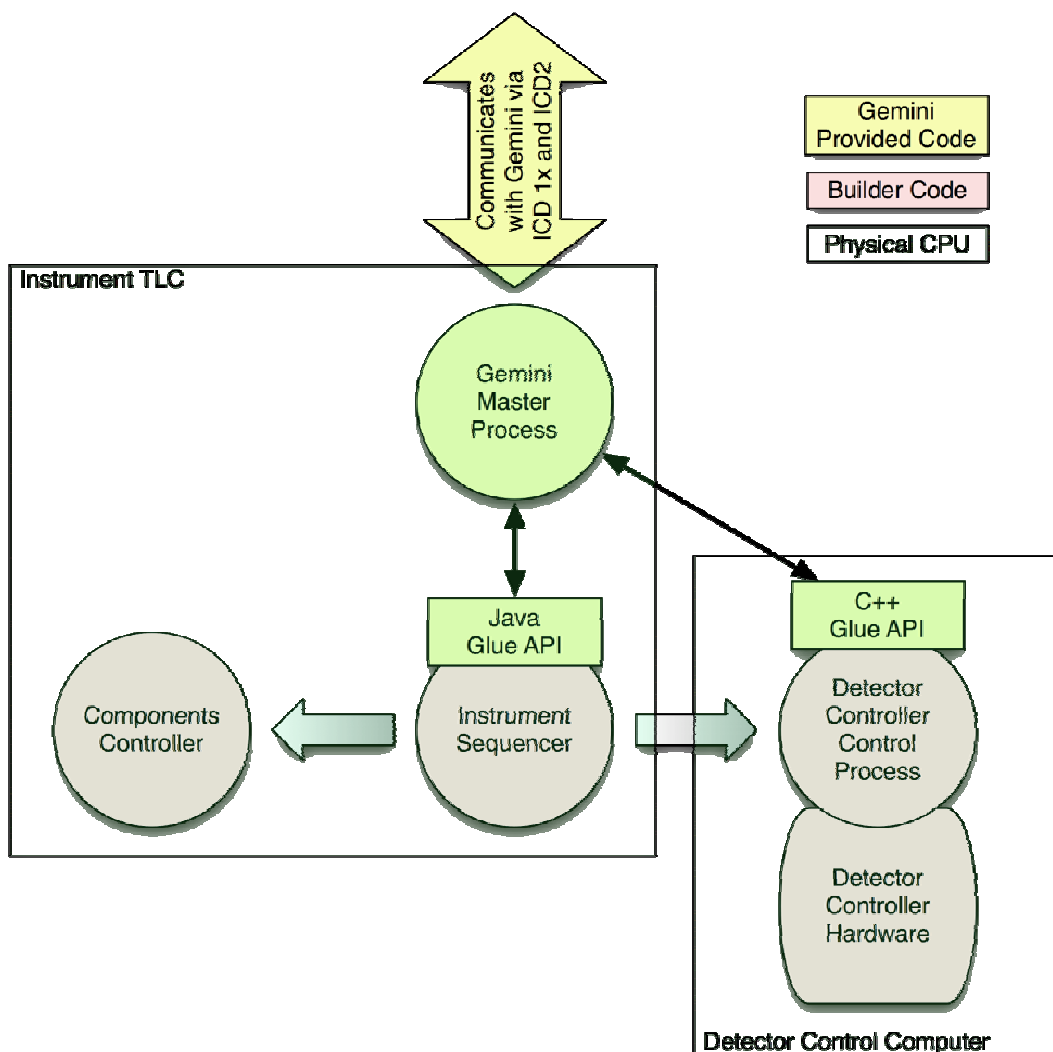 Communicates
with Gemini via
ICD 1x and ICD2
Gemini
Provided Code
Builder Code
Physical CPU
Instrument TLC
Gemini
Master
Process
Java
Glue API
C++
Glue API
Components
Controller
Instrument
Sequencer
Detector
Controller
Control
Process
Detector
Controller
Hardware
Detector Control Computer